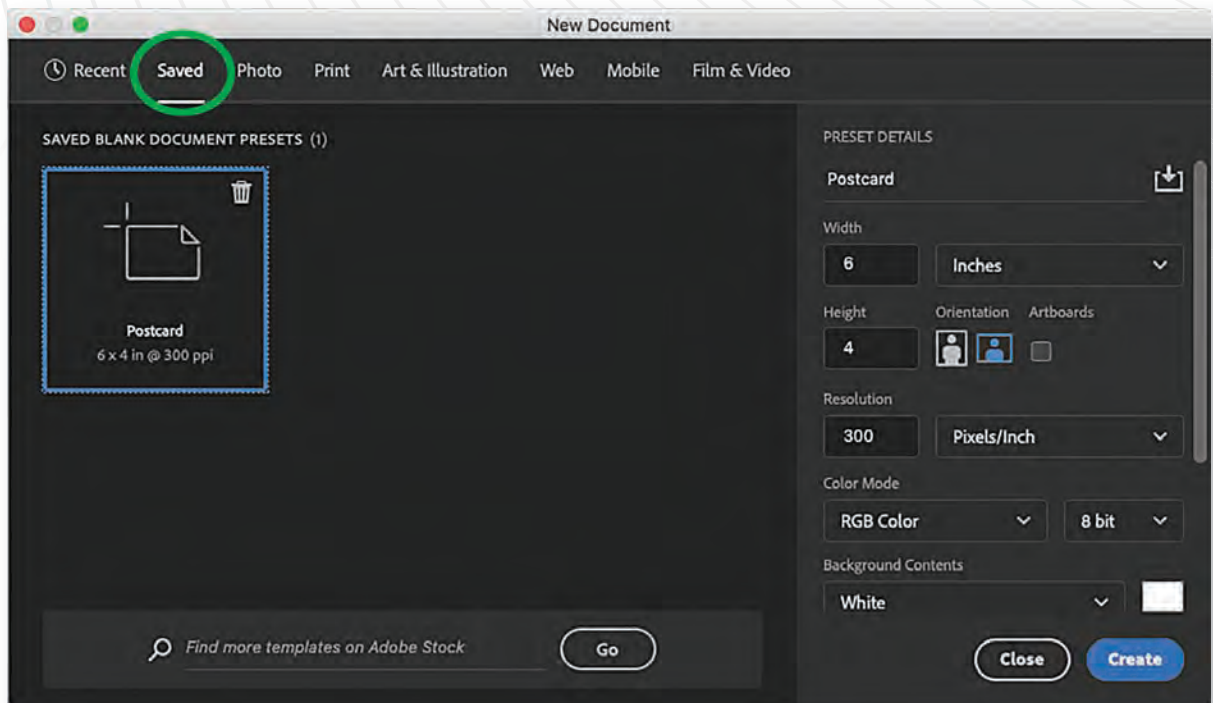 New Document
Recent Saved Photo Print Art & Illustration Web Mobile Film & Video
SAVED BLANK DOCUMENT PRESETS (1)
Postcard
6 x 4 in @ 300 ppi
Find more templates on Adobe Stock
Go
PRESET DETAILS
Postcard
Width
6 Inches
Height Orientation Artboards
4
Resolution
300 Pixels/Inch
Color Mode
RGB Color 8 bit
Background Contents
White
Close Create